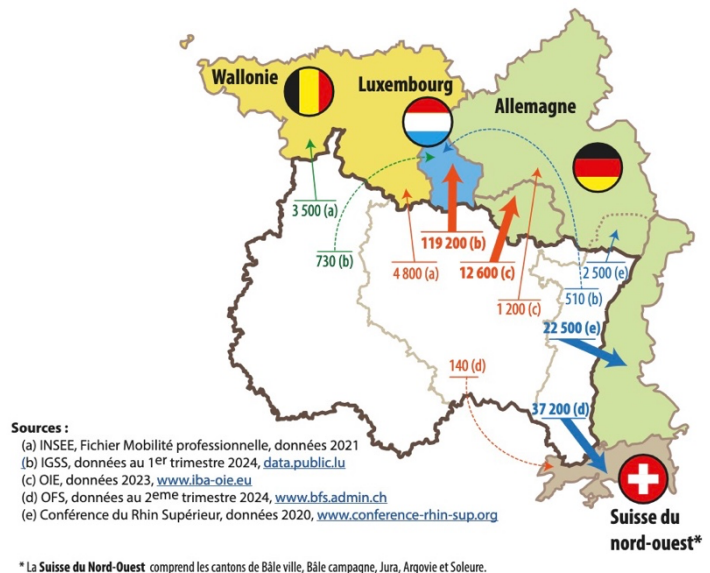 Wallonie
Luxembourg
Allemagne
3 500 (a)
730 (b)
4 800 (a)
119 200 (b)
12 600 (c)
1 200 (c)
2 500 (e)
510 (b)
22 500 (e)
140 (d)
37 200 (d)
Sources :
(a) INSEE, Fichier Mobilité professionnelle, données 2021
(b) IGSS, données au 1er trimestre 2024, data.public.lu
(c) OIE, données 2023, www.iba-oie.eu
(d) OFS, données au 2eme trimestre 2024, www.bfs.admin.ch
(e) Conférence du Rhin Supérieur, données 2020, www.conference-rhin-sup.org
Suisse du
nord-ouest*
* La Suisse du Nord-Ouest comprend les cantons de Bâle ville, Bâle campagne, Jura, Argovie et Soleure.